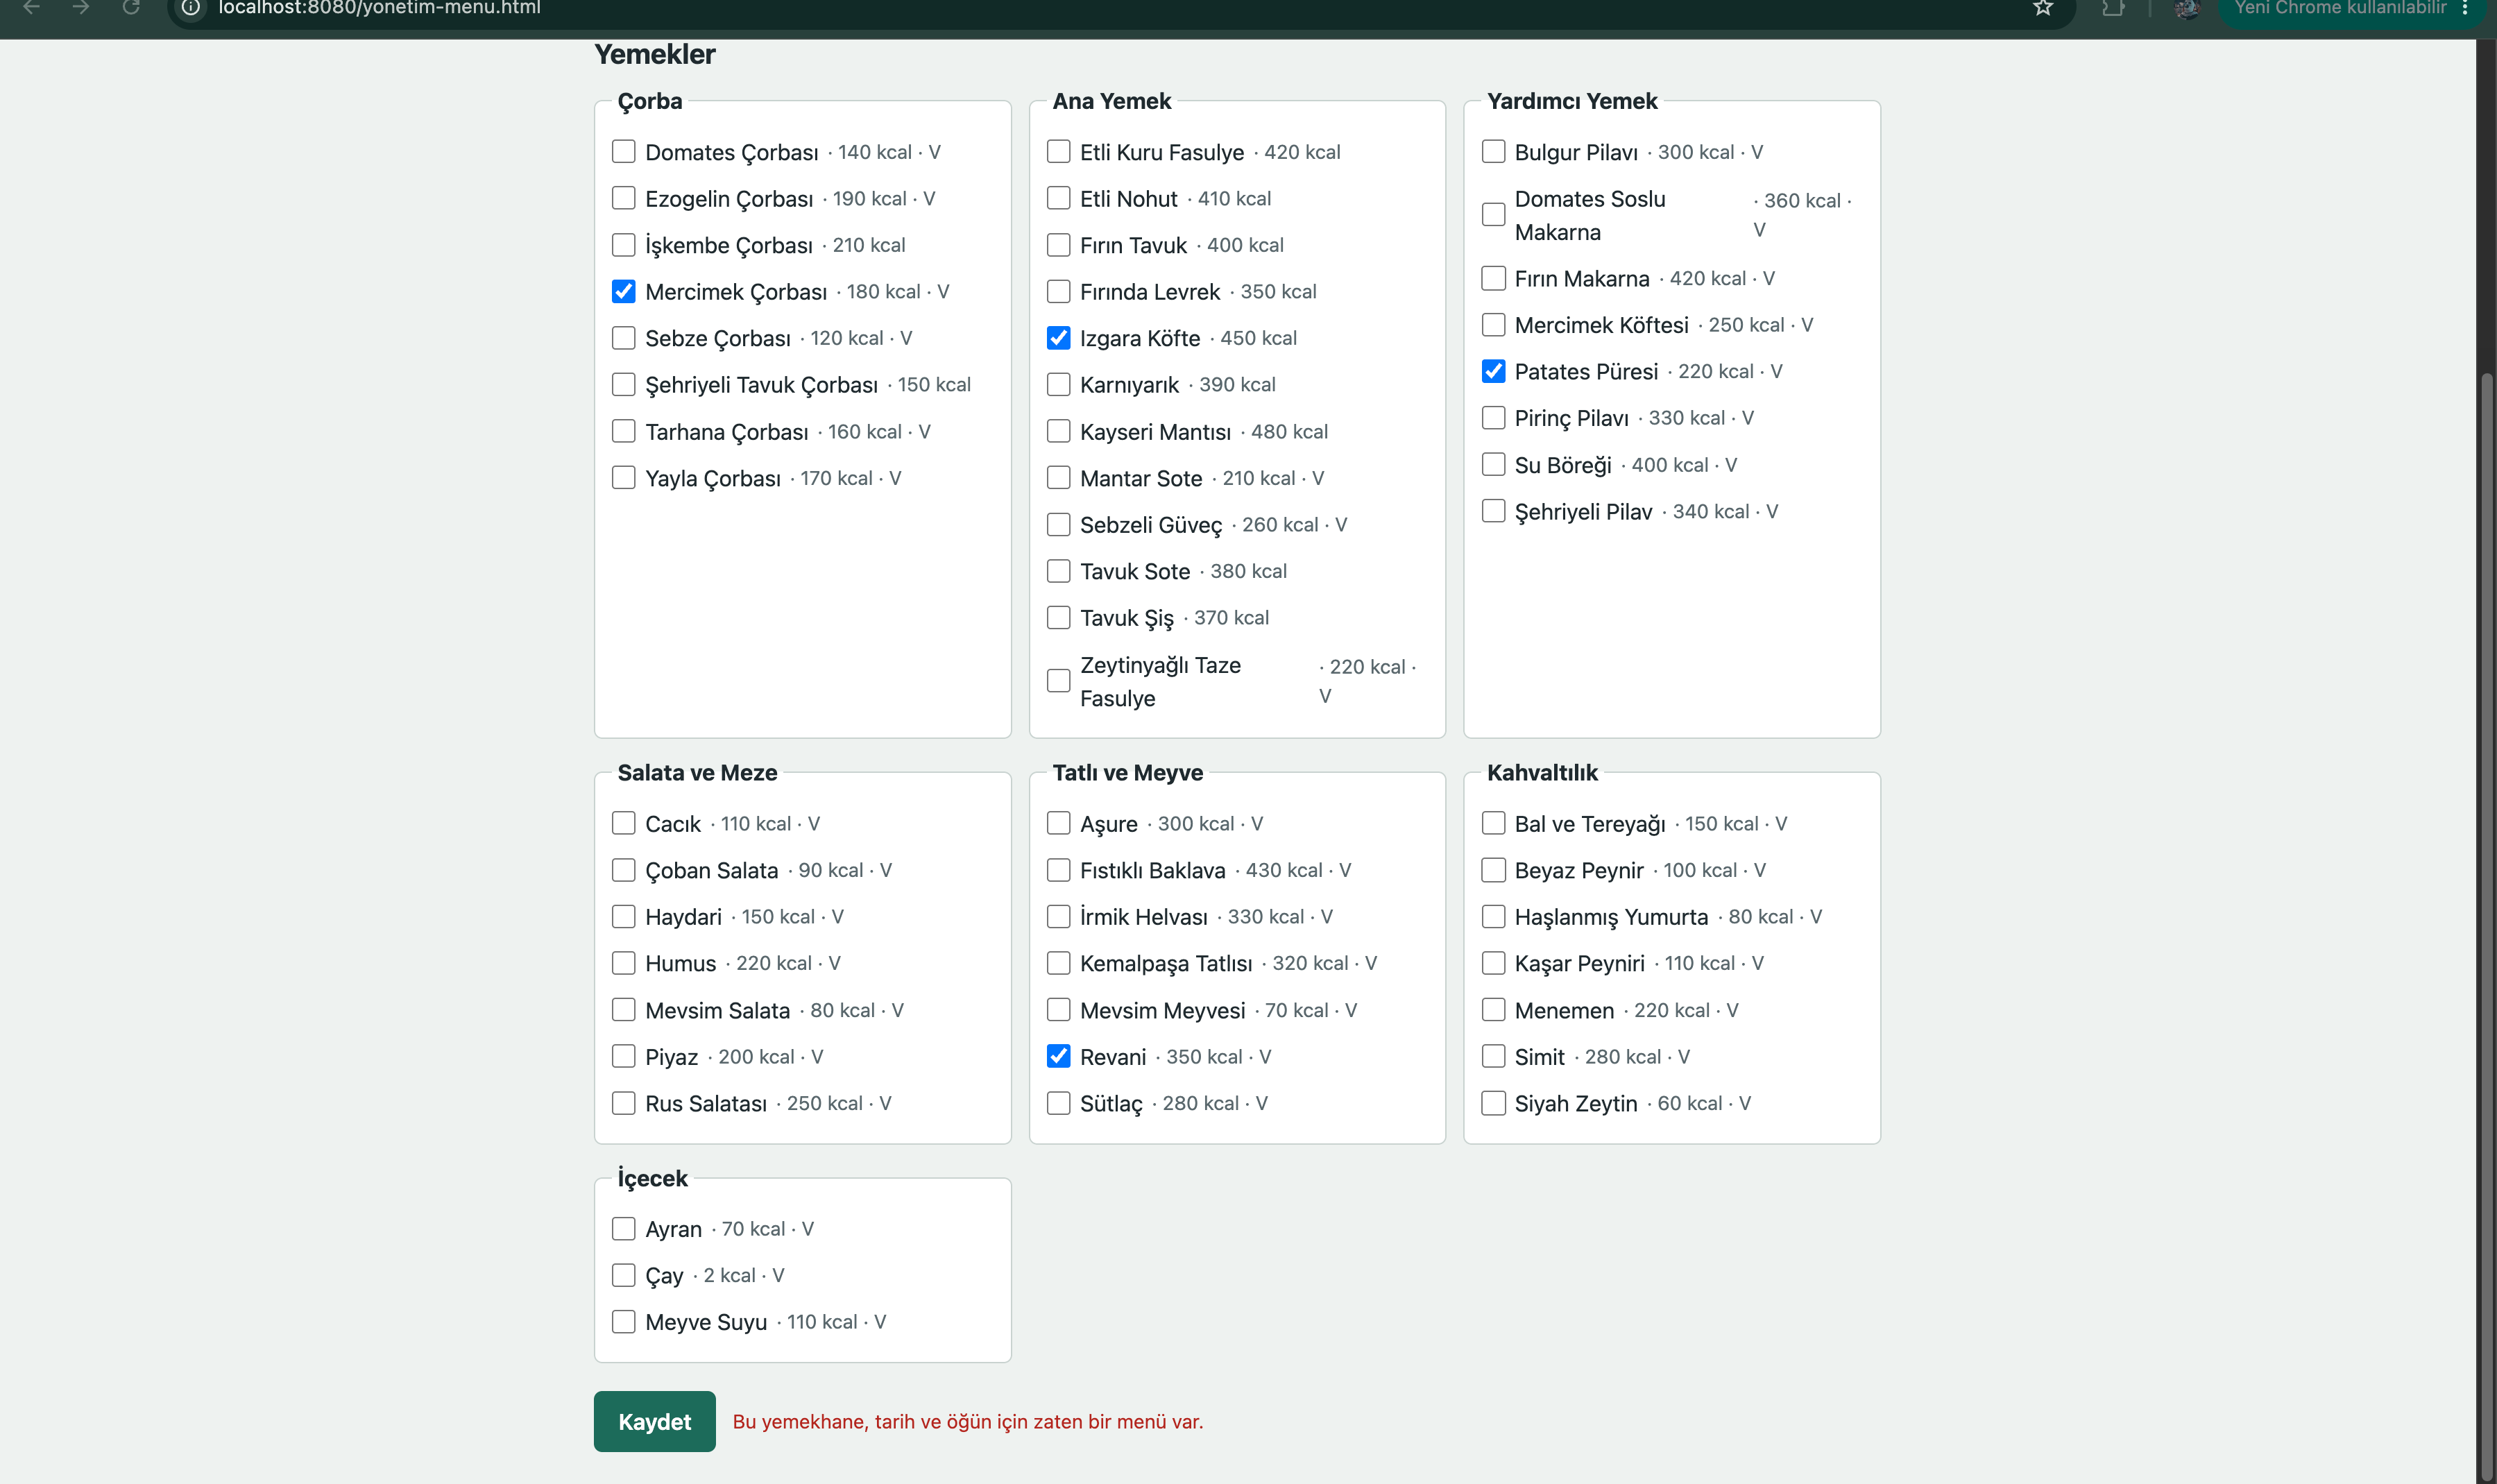 localhost:8080/yonetim-menu.html
Yeni Chrome kullanılabilir
Yemekler
Çorba
Domates Çorbası · 140 kcal · V
Ezogelin Çorbası · 190 kcal · V
İşkembe Çorbası · 210 kcal
Mercimek Çorbası · 180 kcal · V
Sebze Çorbası · 120 kcal · V
Şehriyeli Tavuk Çorbası · 150 kcal
Tarhana Çorbası · 160 kcal · V
Yayla Çorbası · 170 kcal · V
Ana Yemek
Etli Kuru Fasulye · 420 kcal
Etli Nohut · 410 kcal
Fırın Tavuk · 400 kcal
Fırında Levrek · 350 kcal
Izgara Köfte · 450 kcal
Karnıyarık · 390 kcal
Kayseri Mantısı · 480 kcal
Mantar Sote · 210 kcal · V
Sebzeli Güveç · 260 kcal · V
Tavuk Sote · 380 kcal
Tavuk Şiş · 370 kcal
Zeytinyağlı Taze
Fasulye
· 220 kcal ·
V
Yardımcı Yemek
Bulgur Pilavı · 300 kcal · V
Domates Soslu
Makarna
· 360 kcal ·
V
Fırın Makarna · 420 kcal · V
Mercimek Köftesi · 250 kcal · V
Patates Püresi · 220 kcal · V
Pirinç Pilavı · 330 kcal · V
Su Böreği · 400 kcal · V
Şehriyeli Pilav · 340 kcal · V
Salata ve Meze
Cacık · 110 kcal · V
Çoban Salata · 90 kcal · V
Haydari · 150 kcal · V
Humus · 220 kcal · V
Mevsim Salata · 80 kcal · V
Piyaz · 200 kcal · V
Rus Salatası · 250 kcal · V
Tatlı ve Meyve
Aşure · 300 kcal · V
Fıstıklı Baklava · 430 kcal · V
İrmik Helvası · 330 kcal · V
Kemalpaşa Tatlısı · 320 kcal · V
Mevsim Meyvesi · 70 kcal · V
Revani · 350 kcal · V
Sütlaç · 280 kcal · V
Kahvaltılık
Bal ve Tereyağı · 150 kcal · V
Beyaz Peynir · 100 kcal · V
Haşlanmış Yumurta · 80 kcal · V
Kaşar Peyniri · 110 kcal · V
Menemen · 220 kcal · V
Simit · 280 kcal · V
Siyah Zeytin · 60 kcal · V
İçecek
Ayran · 70 kcal · V
Çay · 2 kcal · V
Meyve Suyu · 110 kcal · V
Kaydet
Bu yemekhane, tarih ve öğün için zaten bir menü var.